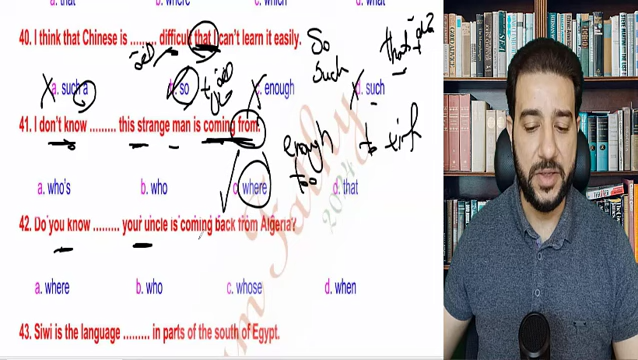 a. that b. where c. which d. what
40. I think that Chinese is ........ difficult that I can't learn it easily.
So
Such
that
a. such a b. so c. enough d. such
41. I don't know ......... this strange man is coming from.
enough
too
to
a. who's b. who c. where d. that
42. Do you know ......... your uncle is coming back from Algeria?
a. where b. who c. whose d. when
43. Siwi is the language ......... in parts of the south of Egypt.
Fathy
2024